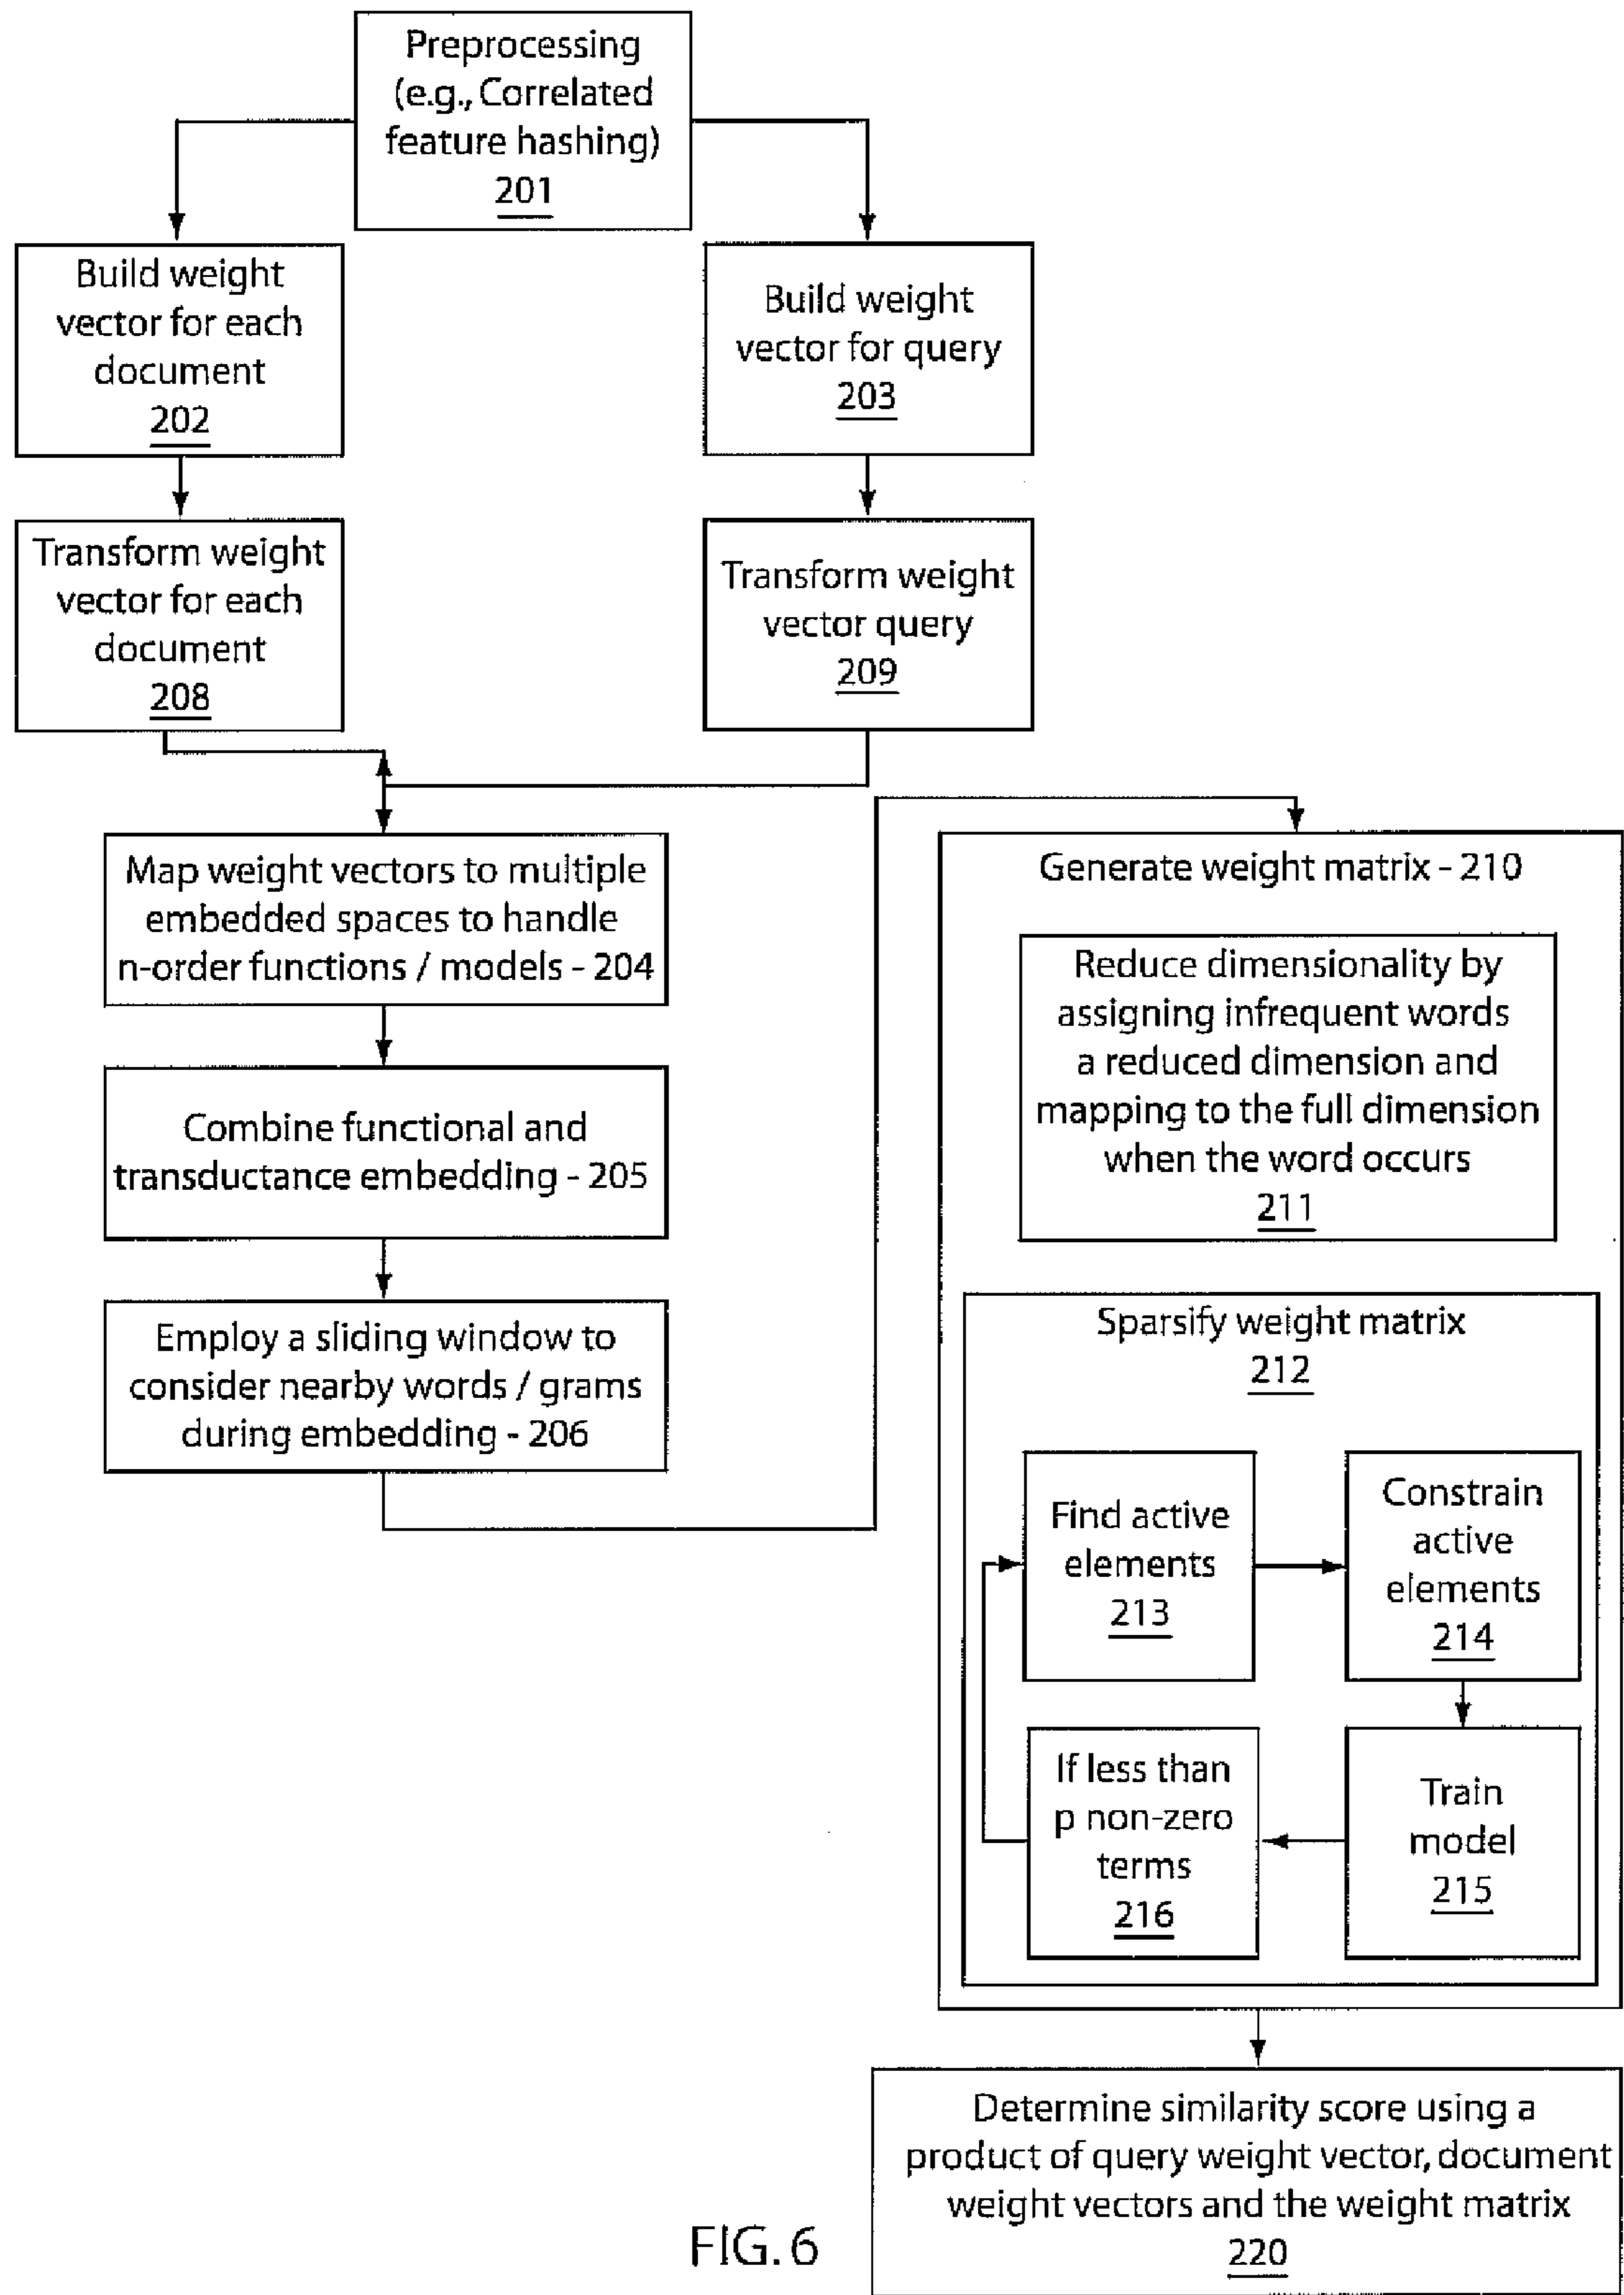 Preprocessing
(e.g., Correlated
feature hashing)
201
Build weight
vector for each
document
202
Build weight
vector for query
203
Transform weight
vector for each
document
208
Transform weight
vector query
209
Map weight vectors to multiple
embedded spaces to handle
n-order functions / models - 204
Combine functional and
transductance embedding - 205
Employ a sliding window to
consider nearby words / grams
during embedding - 206
Generate weight matrix - 210
Reduce dimensionality by
assigning infrequent words
a reduced dimension and
mapping to the full dimension
when the word occurs
211
Sparsify weight matrix
212
Find active
elements
213
Constrain
active
elements
214
If less than
p non-zero
terms
216
Train
model
215
Determine similarity score using a
product of query weight vector, document
weight vectors and the weight matrix
220
FIG. 6